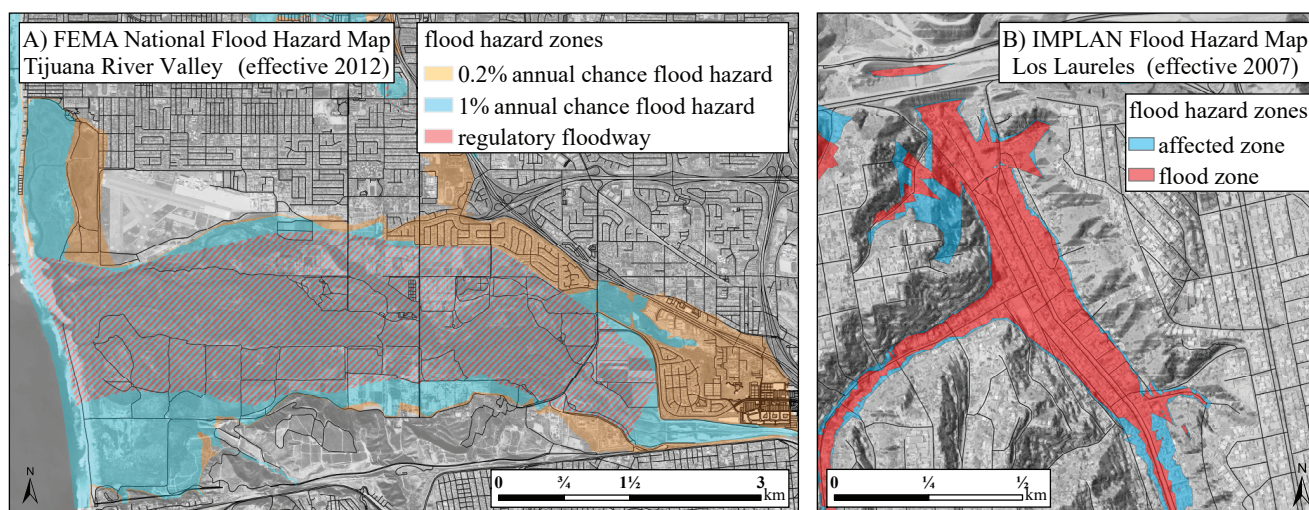 A) FEMA National Flood Hazard Map
Tijuana River Valley (effective 2012)
flood hazard zones
0.2% annual chance flood hazard
1% annual chance flood hazard
regulatory floodway
N
0 ¾ 1½ 3
km
B) IMPLAN Flood Hazard Map
Los Laureles (effective 2007)
flood hazard zones
affected zone
flood zone
0 ¼ ½
km
N